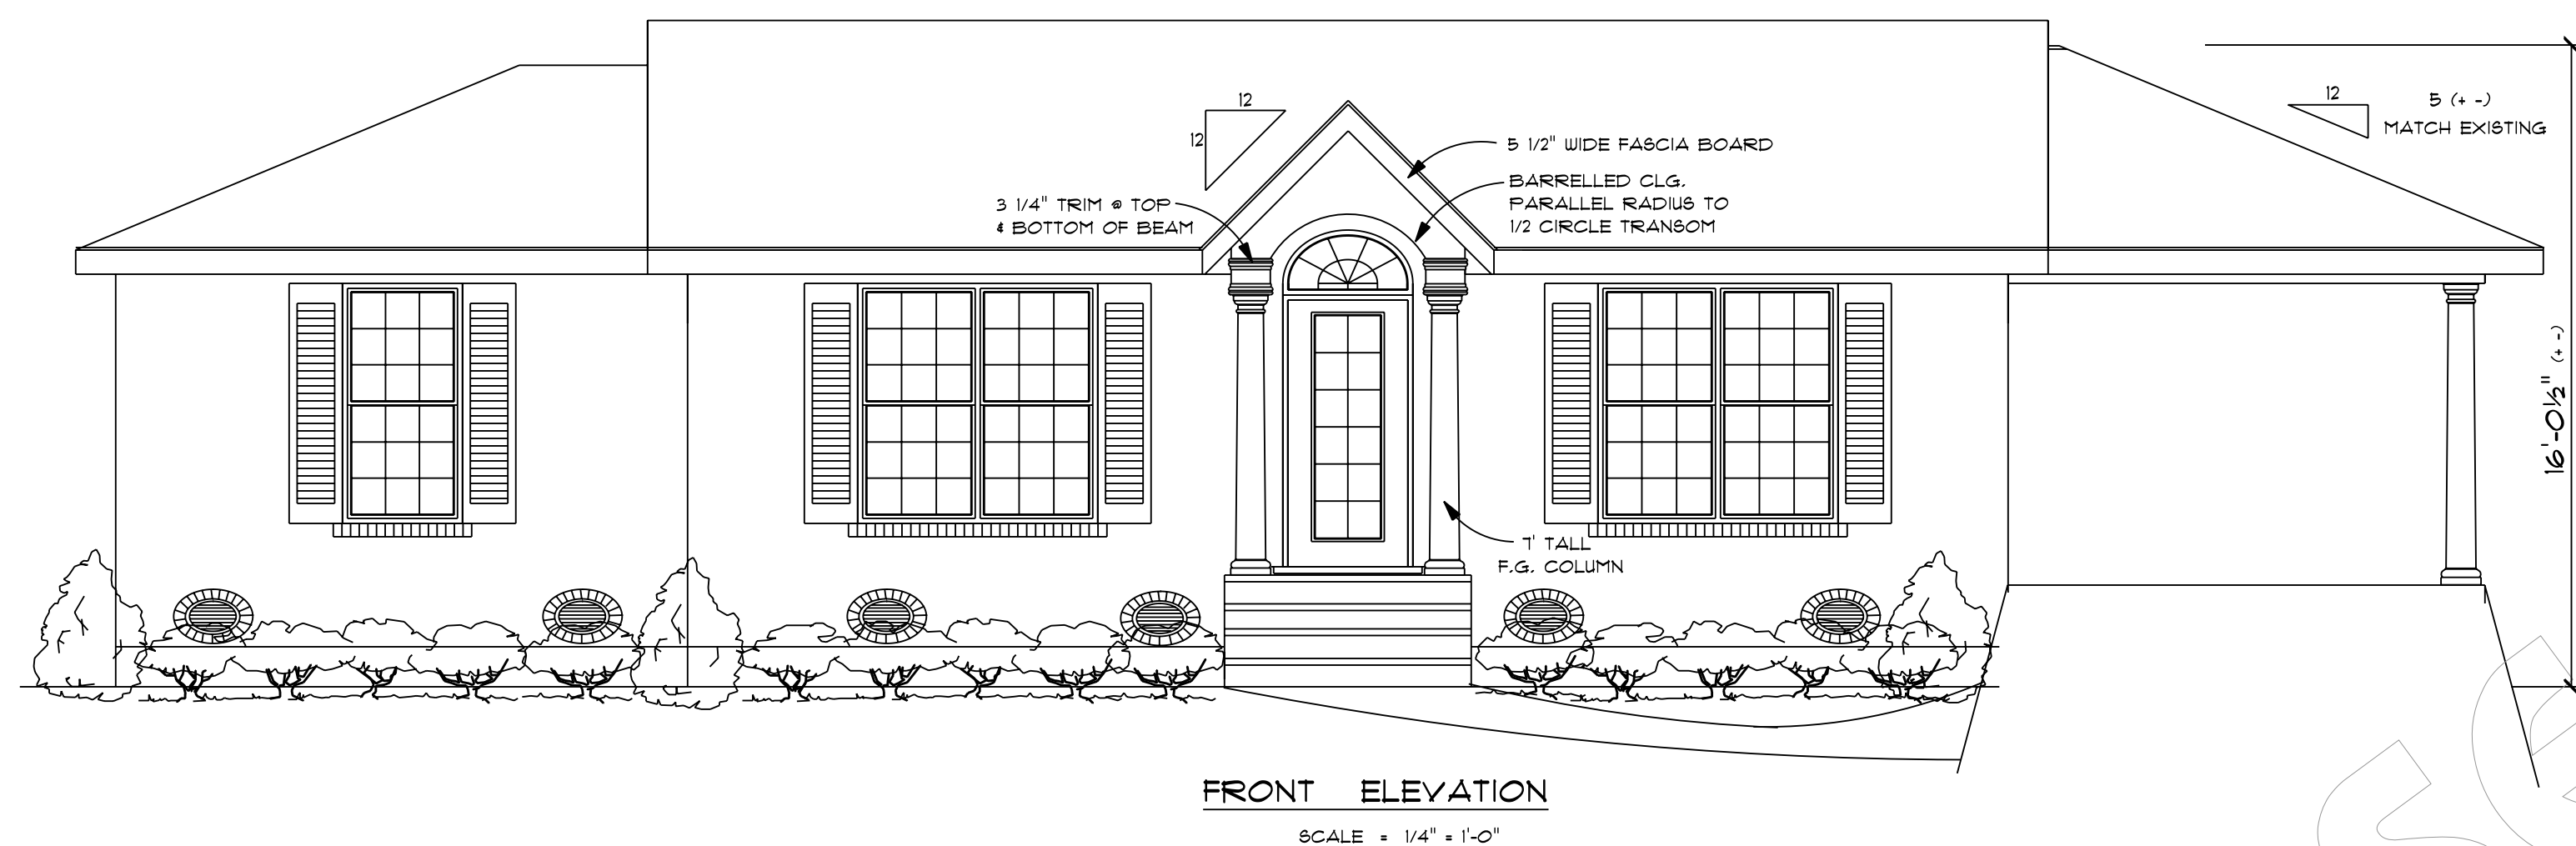 12
12
5 1/2" WIDE FASCIA BOARD
BARRELLED CLG.
PARALLEL RADIUS TO
1/2 CIRCLE TRANSOM
3 1/4" TRIM @ TOP
& BOTTOM OF BEAM
12
5 (+ -)
MATCH EXISTING
16'-0½" (+ -)
7' TALL
F.G. COLUMN
FRONT ELEVATION
SCALE = 1/4" = 1'-0"